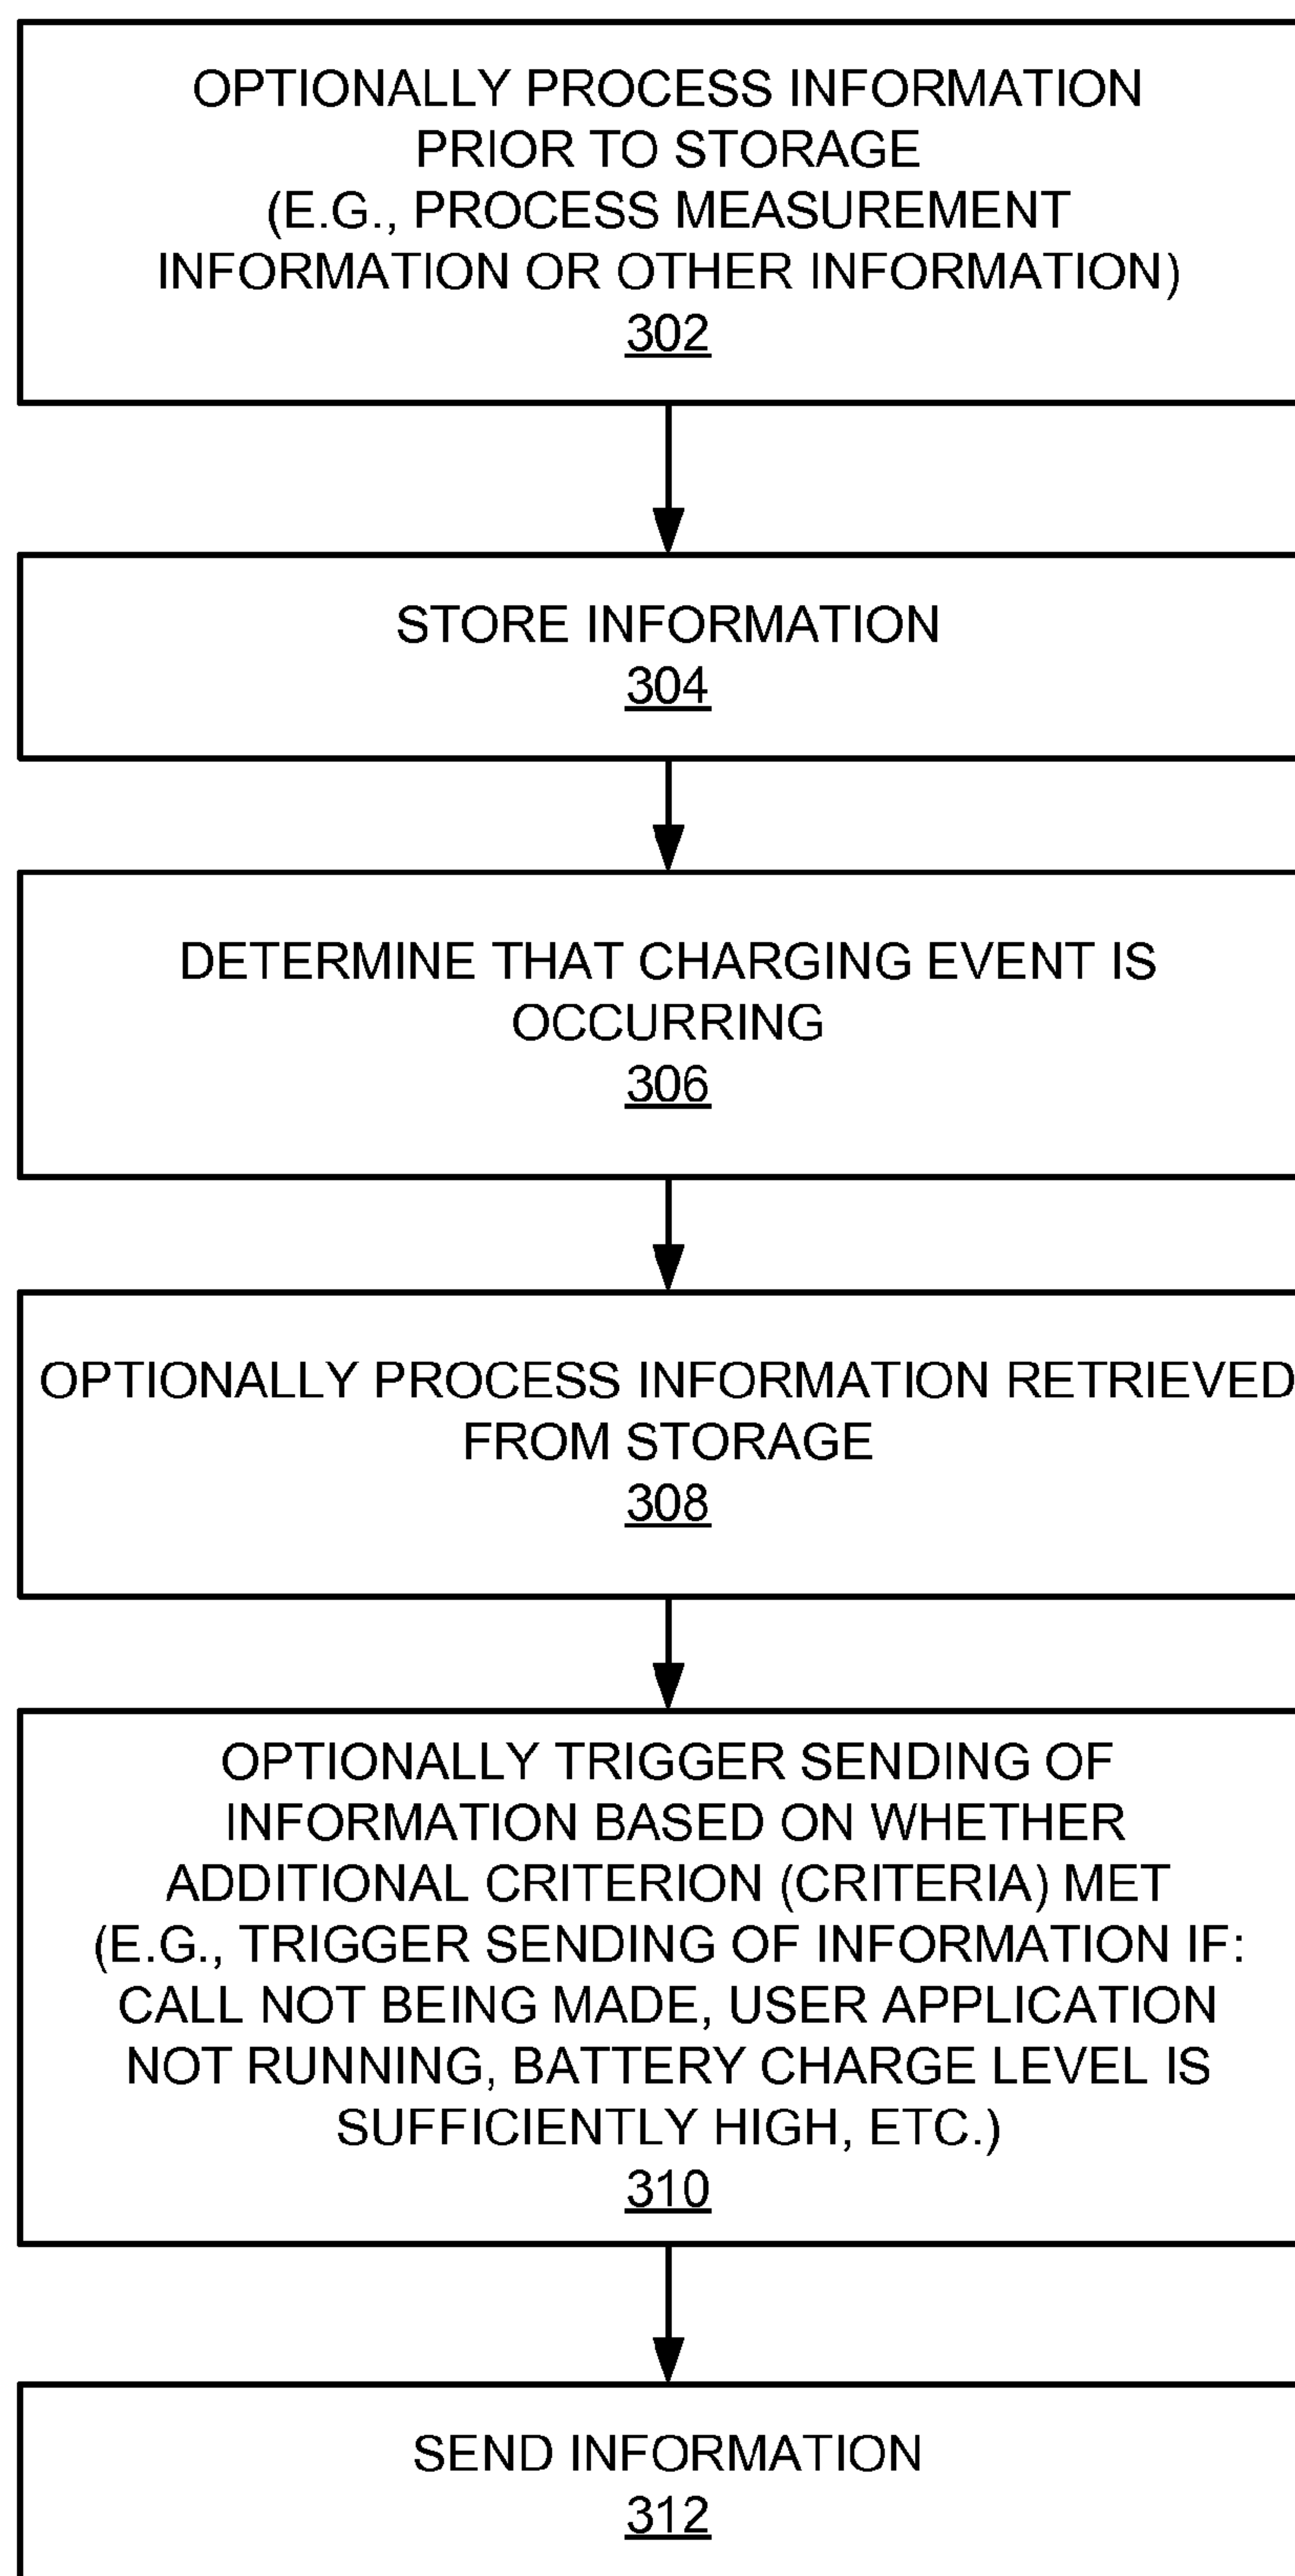 OPTIONALLY PROCESS INFORMATION
PRIOR TO STORAGE
(E.G., PROCESS MEASUREMENT
INFORMATION OR OTHER INFORMATION)
302
STORE INFORMATION
304
DETERMINE THAT CHARGING EVENT IS
OCCURRING
306
OPTIONALLY PROCESS INFORMATION RETRIEVED
FROM STORAGE
308
OPTIONALLY TRIGGER SENDING OF
INFORMATION BASED ON WHETHER
ADDITIONAL CRITERION (CRITERIA) MET
(E.G., TRIGGER SENDING OF INFORMATION IF:
CALL NOT BEING MADE, USER APPLICATION
NOT RUNNING, BATTERY CHARGE LEVEL IS
SUFFICIENTLY HIGH, ETC.)
310
SEND INFORMATION
312